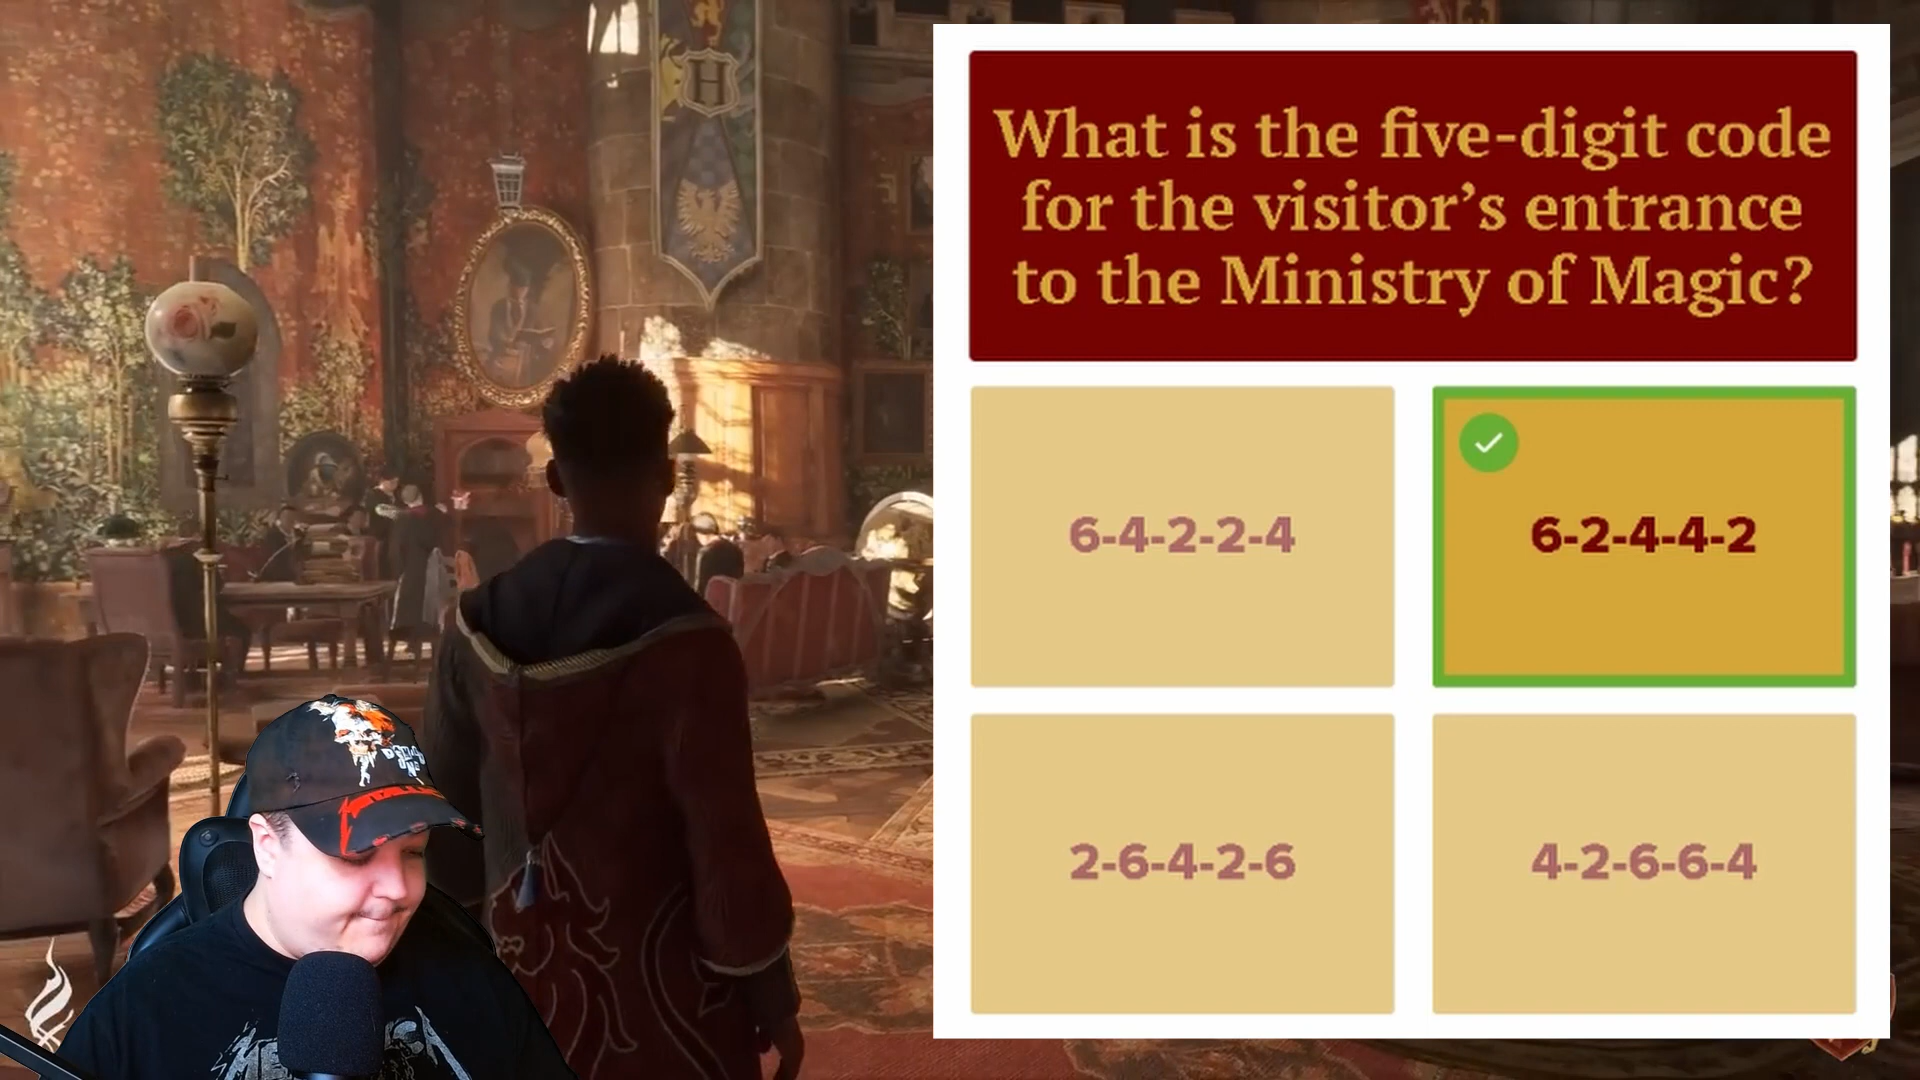 H
What is the five-digit code
for the visitor’s entrance
to the Ministry of Magic?
6-4-2-2-4
6-2-4-4-2
2-6-4-2-6
4-2-6-6-4